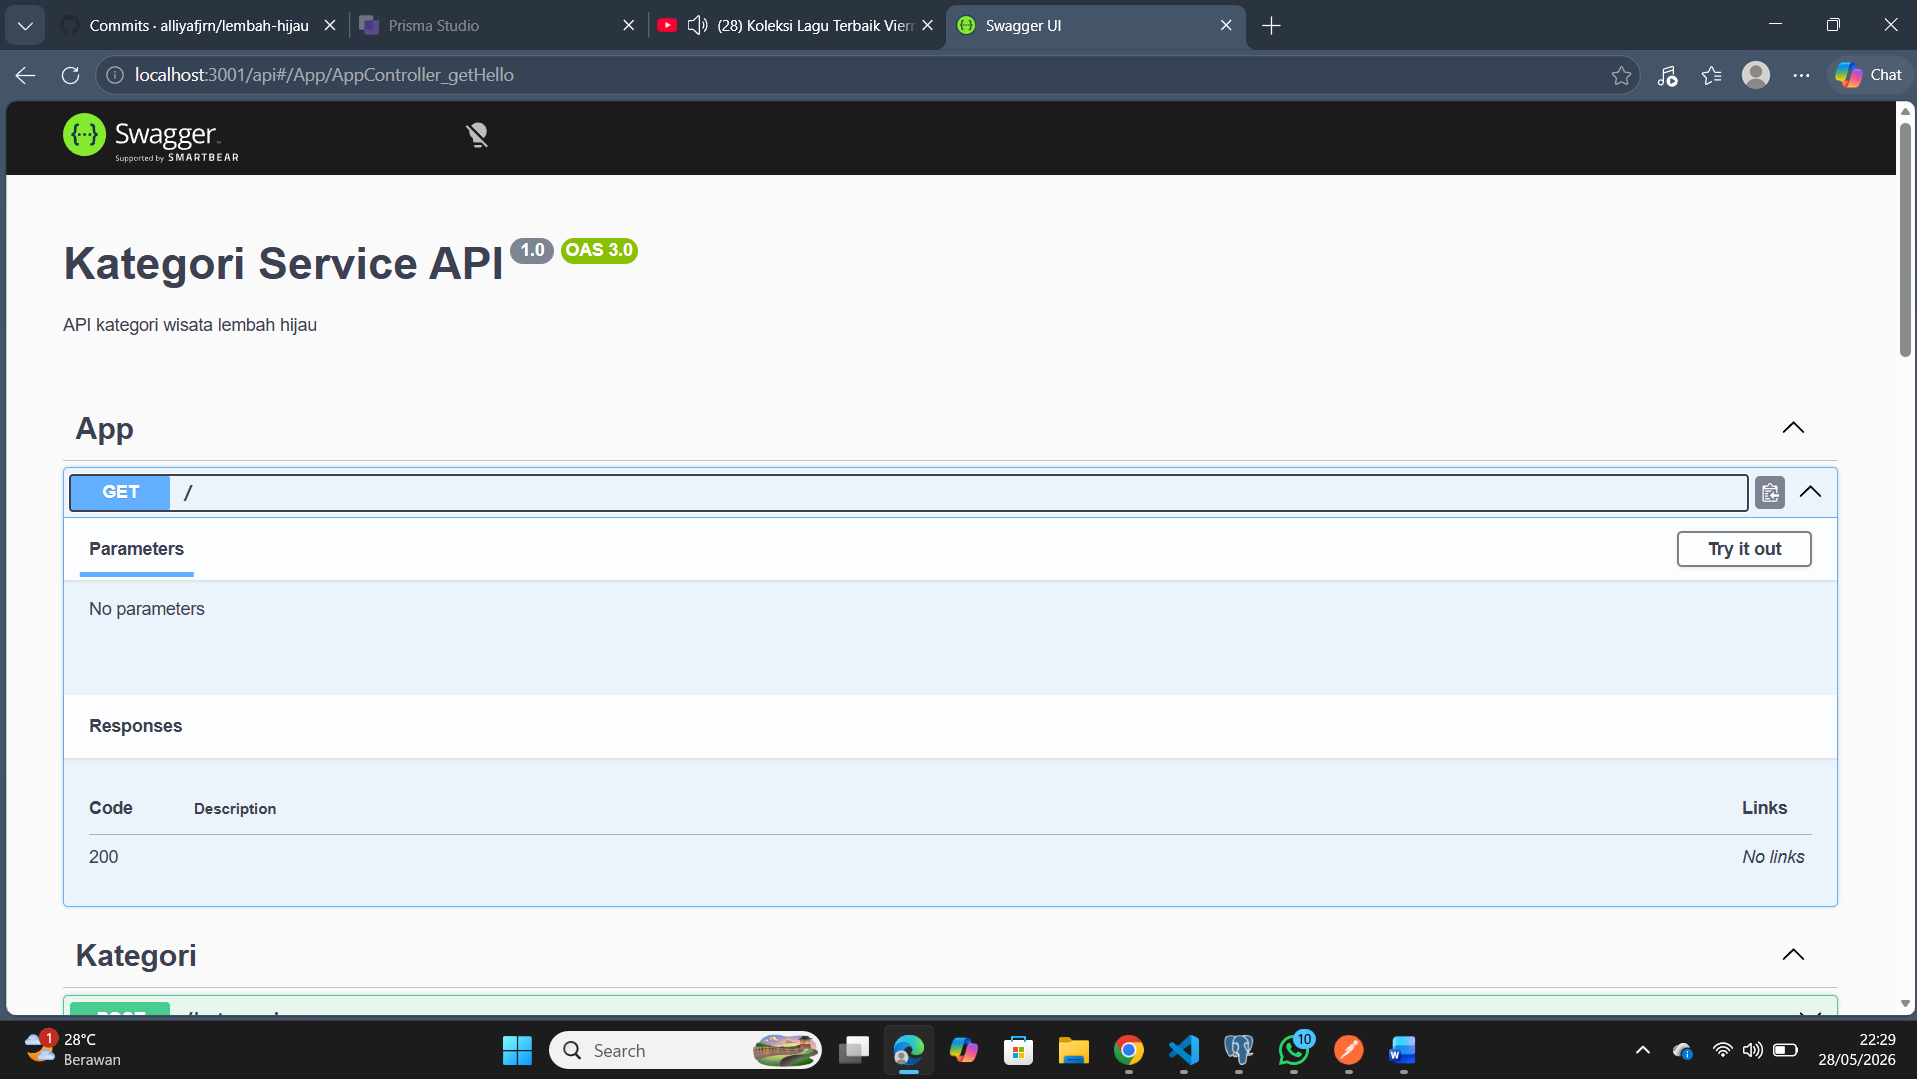 Commits · alliyafjrn/lembah-hijau
Prisma Studio
(28) Koleksi Lagu Terbaik Vierr
Swagger UI
localhost:3001/api#/App/AppController_getHello
Chat
Swagger
Supported by SMARTBEAR
Kategori Service API 1.0 OAS 3.0
API kategori wisata lembah hijau
App
GET /
Parameters
Try it out
No parameters
Responses
Code Description Links
200 No links
Kategori
1 28°C
Berawan
Search
10
22:29
28/05/2026